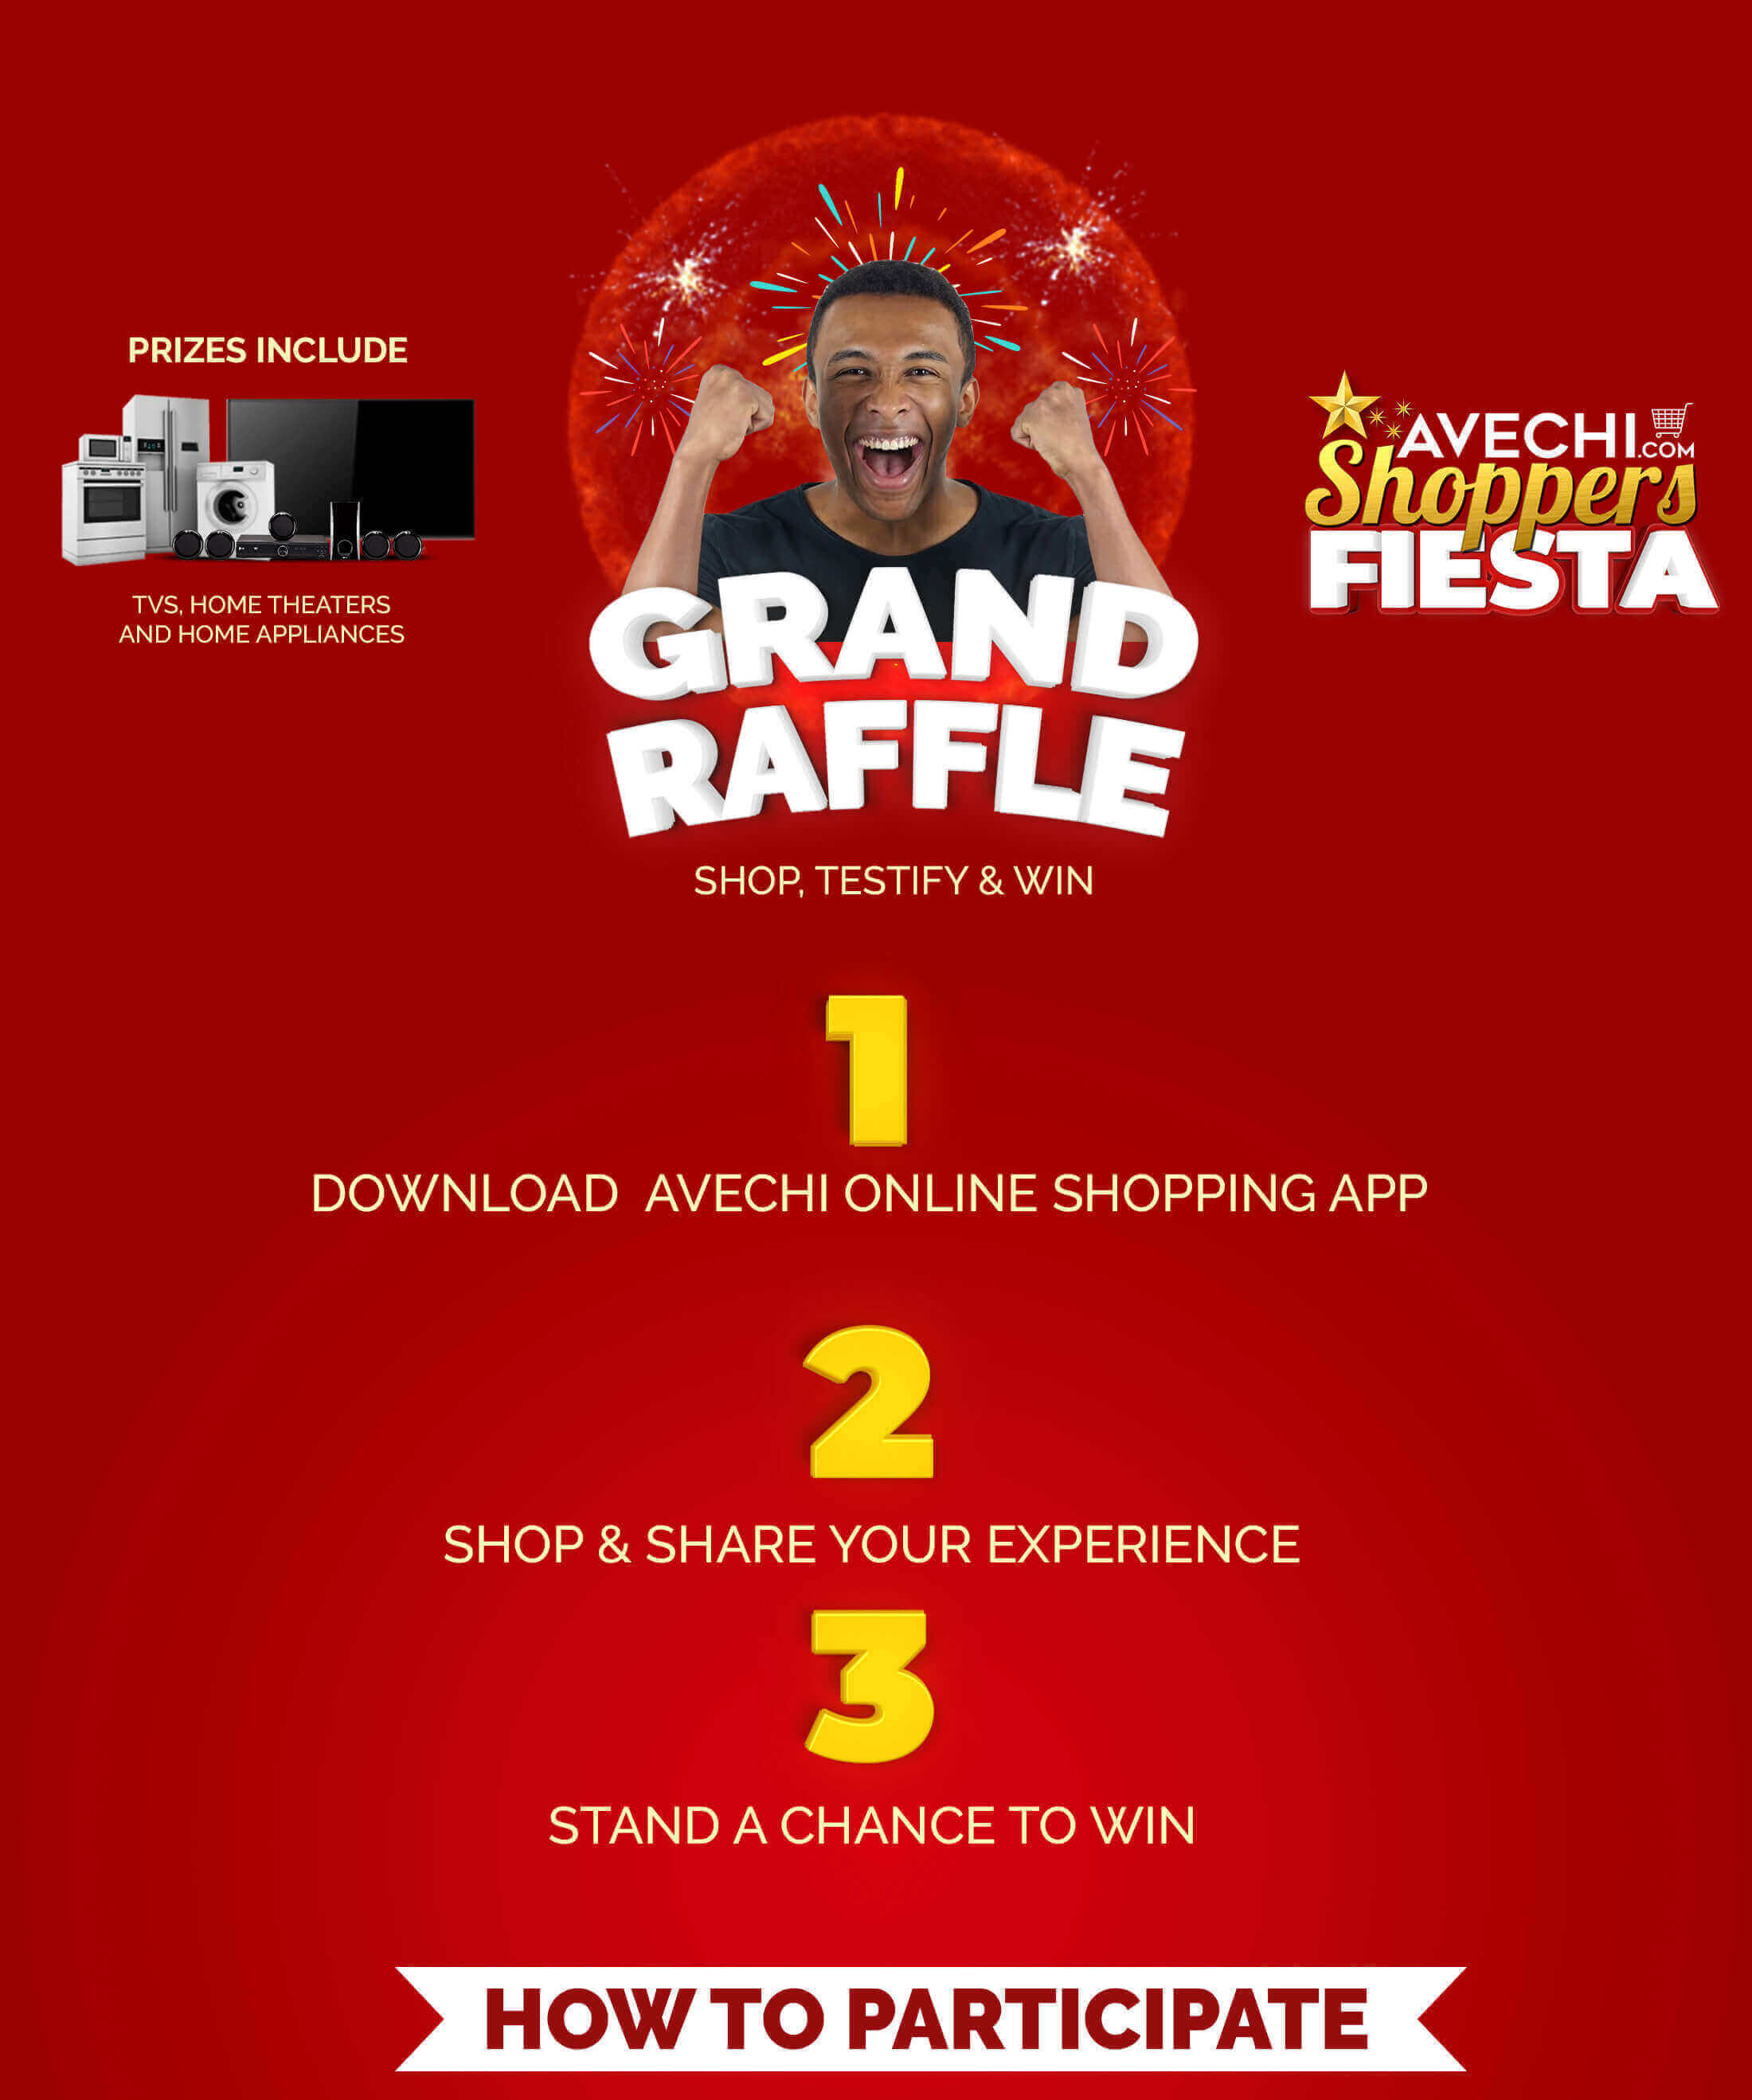 PRIZES INCLUDE
TVS, HOME THEATERS
AND HOME APPLIANCES
GRAND
RAFFLE
SHOP, TESTIFY & WIN
AVECHI.COM
Shoppers
FIESTA
1
DOWNLOAD AVECHI ONLINE SHOPPING APP
2
SHOP & SHARE YOUR EXPERIENCE
3
STAND A CHANCE TO WIN
HOW TO PARTICIPATE